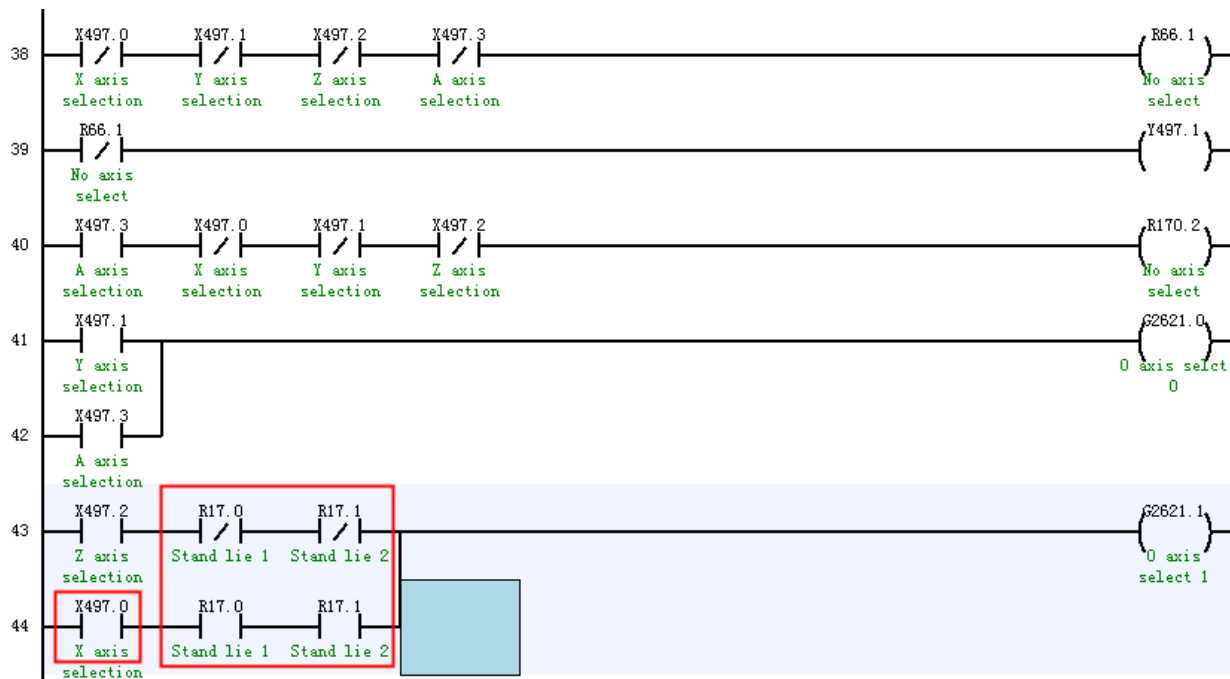 X497.0 X497.1 X497.2 X497.3 R66.1
38
X axis Y axis Z axis A axis No axis
selection selection selection selection select
R66.1 Y497.1
39
No axis
select
X497.3 X497.0 X497.1 X497.2 R170.2
40
A axis X axis Y axis Z axis No axis
selection selection selection selection select
X497.1 G2621.0
41
Y axis O axis selct
selection 0
X497.3
42
A axis
selection
X497.2 R17.0 R17.1 G2621.1
43
Z axis Stand lie 1 Stand lie 2 O axis
selection select 1
X497.0 R17.0 R17.1
44
X axis Stand lie 1 Stand lie 2
selection